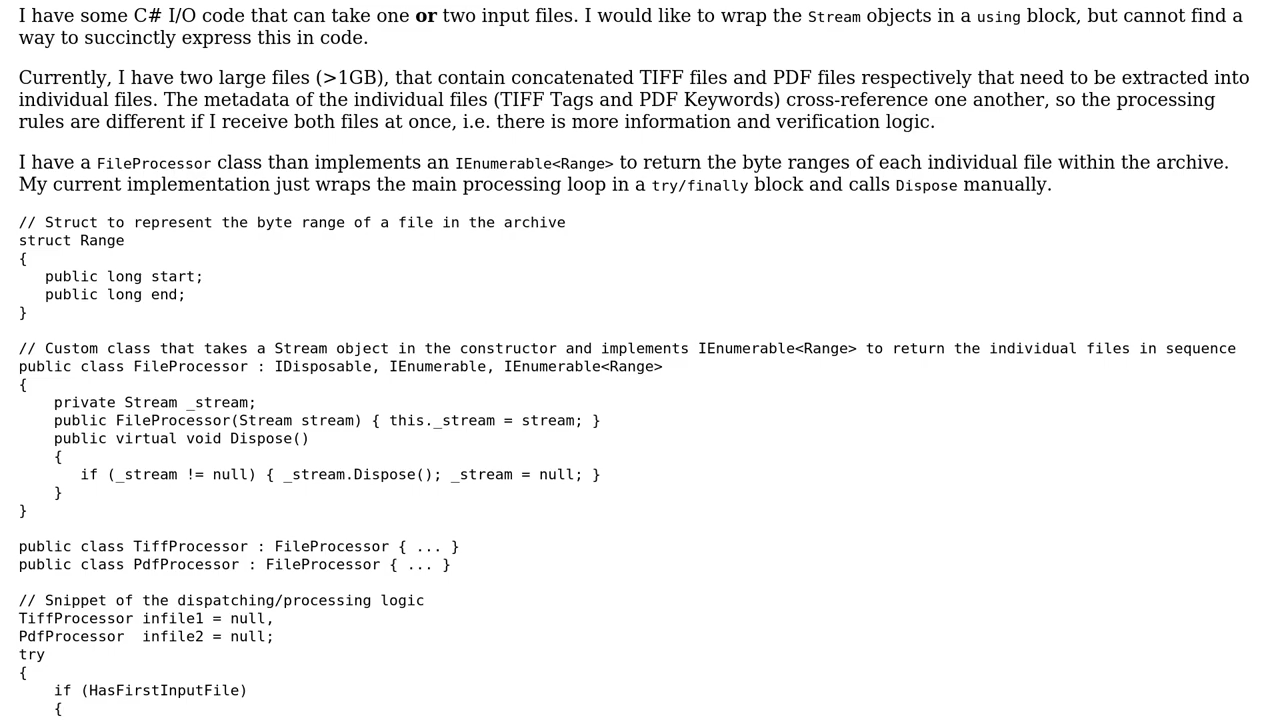 I have some C# I/O code that can take one or two input files. I would like to wrap the Stream objects in a using block, but cannot find a
way to succinctly express this in code.
Currently, I have two large files (>1GB), that contain concatenated TIFF files and PDF files respectively that need to be extracted into
individual files. The metadata of the individual files (TIFF Tags and PDF Keywords) cross-reference one another, so the processing
rules are different if I receive both files at once, i.e. there is more information and verification logic.
I have a FileProcessor class than implements an IEnumerable<Range> to return the byte ranges of each individual file within the archive.
My current implementation just wraps the main processing loop in a try/finally block and calls Dispose manually.
// Struct to represent the byte range of a file in the archive
struct Range
{
   public long start;
   public long end;
}
// Custom class that takes a Stream object in the constructor and implements IEnumerable<Range> to return the individual files in sequence
public class FileProcessor : IDisposable, IEnumerable, IEnumerable<Range>
{
    private Stream _stream;
    public FileProcessor(Stream stream) { this._stream = stream; }
    public virtual void Dispose()
    {
       if (_stream != null) { _stream.Dispose(); _stream = null; }
    }
}
public class TiffProcessor : FileProcessor { ... }
public class PdfProcessor : FileProcessor { ... }
// Snippet of the dispatching/processing logic
TiffProcessor infile1 = null,
PdfProcessor  infile2 = null;
try
{
    if (HasFirstInputFile)
    {